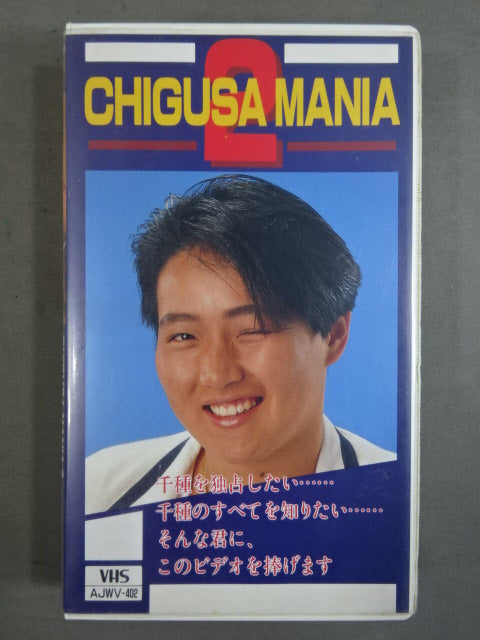 2
CHIGUSA MANIA
千種を独占したい……
千種のすべてを知りたい……
そんな君に、
このビデオを捧げます
VHS
AJWV-402